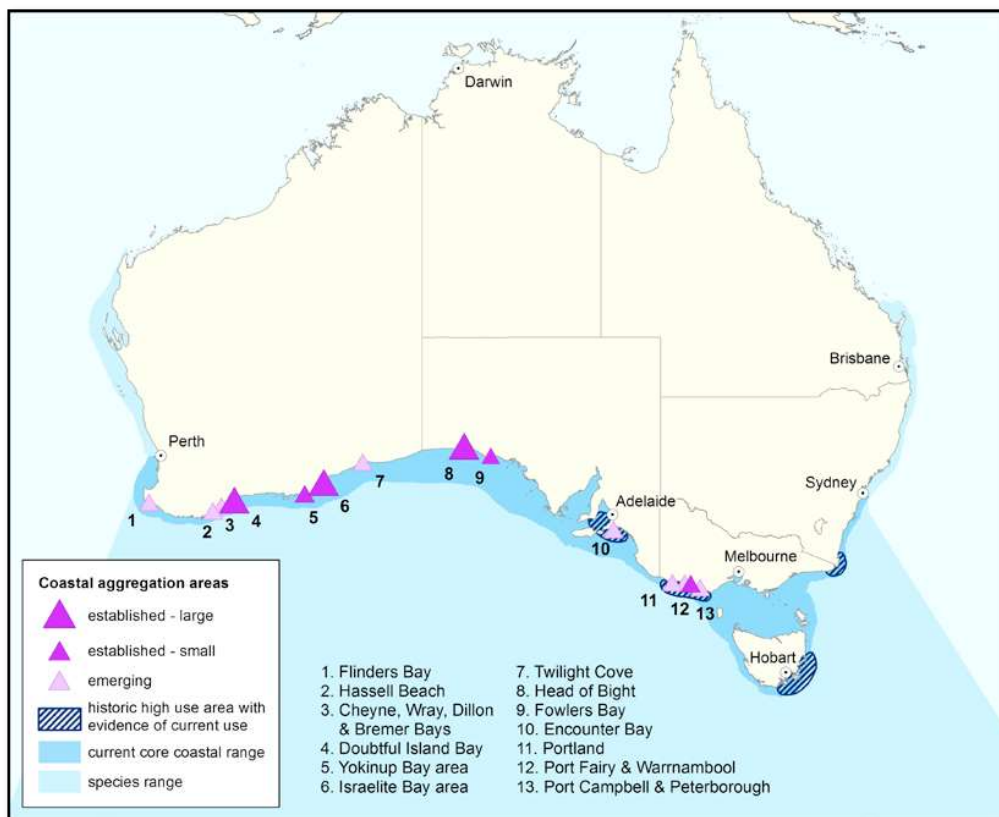 Darwin
Brisbane
Perth
Sydney
Adelaide
Melbourne
Hobart
1
2
3
4
5
6
7
8
9
10
11
12
13
Coastal aggregation areas
established - large
established - small
emerging
historic high use area with
evidence of current use
current core coastal range
species range
1. Flinders Bay
2. Hassell Beach
3. Cheyne, Wray, Dillon
& Bremer Bays
4. Doubtful Island Bay
5. Yokinup Bay area
6. Israelite Bay area
7. Twilight Cove
8. Head of Bight
9. Fowlers Bay
10. Encounter Bay
11. Portland
12. Port Fairy & Warrnambool
13. Port Campbell & Peterborough